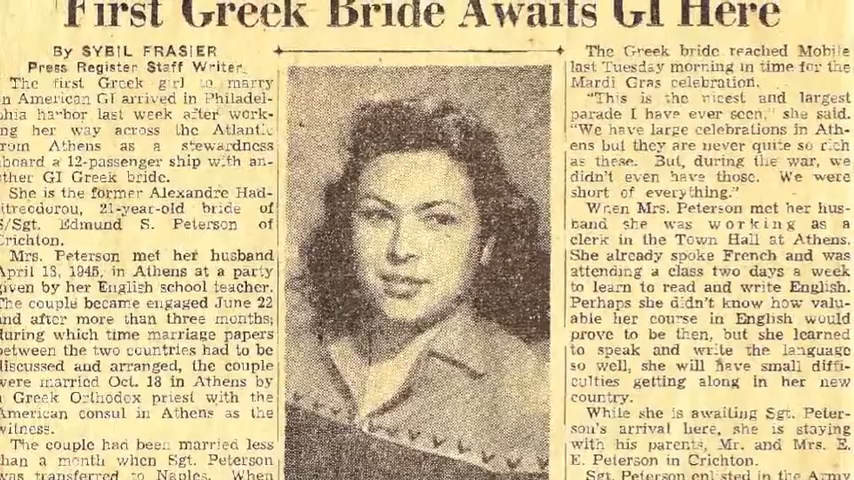 First Greek Bride Awaits GI Here
By SYBIL FRASIER
Press Register Staff Writer
The first Greek girl to marry
n American GI arrived in Philadel-
hia harbor last week after work-
ng her way across the Atlantic
rom Athens as a stewardess
board a 12-passenger ship with an-
ther GI Greek bride.
She is the former Alexandre Had-
S/Sgt. Edmund S. Peterson of
Crichton.
Mrs. Peterson met her husband
April 13, 1945, in Athens at a party
given by her English school teacher.
The couple became engaged June 22
and after more than three months;
during which time marriage papers
between the two countries had to be
discussed and arranged, the couple
were married Oct. 18 in Athens by
a Greek Orthodox priest with the
American consul in Athens as the
witness.
The couple had been married less
than a month when Sgt. Peterson
was transferred to Naples. When
The Greek bride reached Mobile
last Tuesday morning in time for the
Mardi Gras celebration.
"This is the nicest and largest
parade I have ever seen," she said.
"We have large celebrations in Ath-
ens but they are never quite so rich
as these. But, during the war, we
didn't even have those. We were
short of everything."
When Mrs. Peterson met her hus-
band she was working as a
clerk in the Town Hall at Athens.
She already spoke French and was
attending a class two days a week
to learn to read and write English.
Perhaps she didn't know how valu-
able her course in English would
prove to be then, but she learned
to speak and write the language
so well, she will have small diffi-
culties getting along in her new
country.
While she is awaiting Sgt. Peter-
son's arrival here, she is staying
with his parents, Mr. and Mrs. E.
E. Peterson in Crichton.
Sgt. Peterson enlisted in the Army